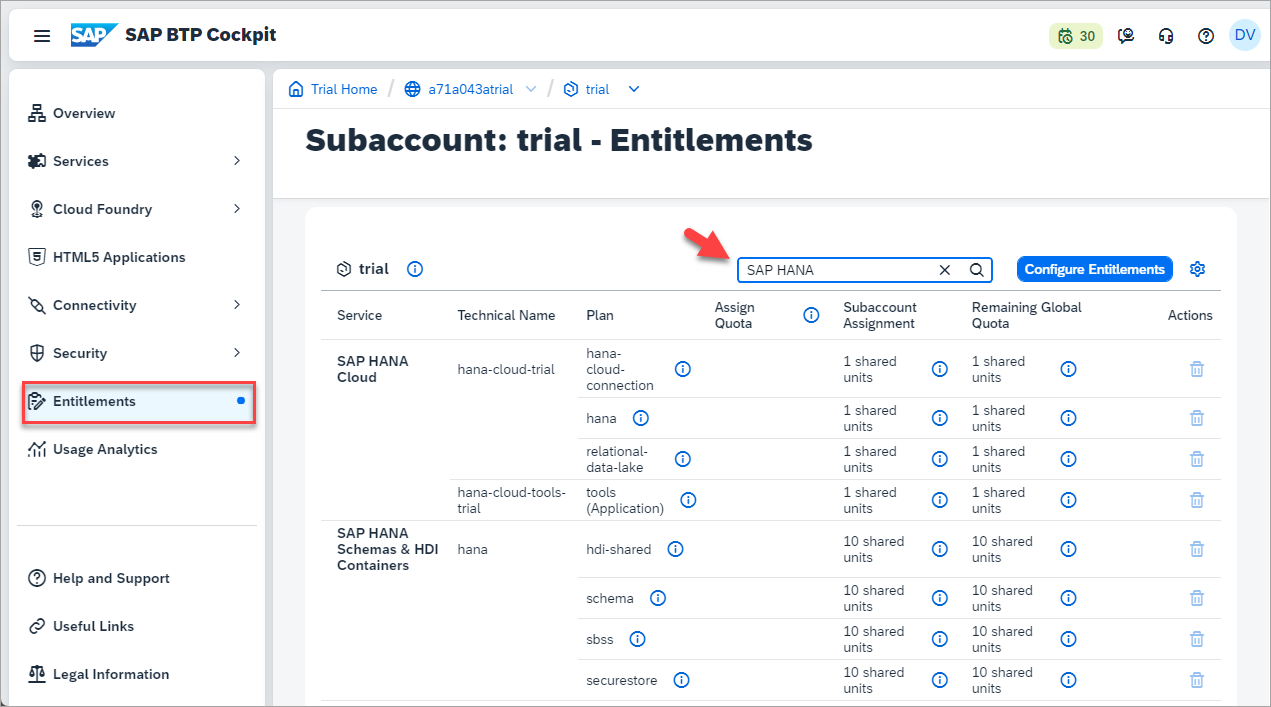 SAP SAP BTP Cockpit
30
DV
Overview
Services
Cloud Foundry
HTML5 Applications
Connectivity
Security
Entitlements
Usage Analytics
Help and Support
Useful Links
Legal Information
Trial Home / a71a043atrial / trial
Subaccount: trial - Entitlements
trial
SAP HANA
Configure Entitlements
Service
Technical Name
Plan
Assign
Quota
Subaccount
Assignment
Remaining Global
Quota
Actions
SAP HANA
Cloud
hana-cloud-trial
hana-
cloud-
connection
1 shared
units
1 shared
units
hana
1 shared
units
1 shared
units
relational-
data-lake
1 shared
units
1 shared
units
hana-cloud-tools-
trial
tools
(Application)
1 shared
units
1 shared
units
SAP HANA
Schemas & HDI
Containers
hana
hdi-shared
10 shared
units
10 shared
units
schema
10 shared
units
10 shared
units
sbss
10 shared
units
10 shared
units
securestore
10 shared
units
10 shared
units